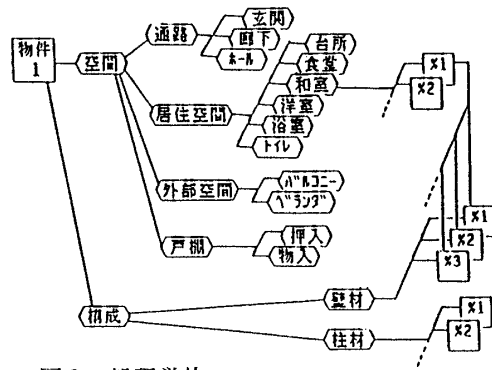 物件
1
空間
通路
玄関
廊下
ホール
居住空間
台所
食堂
和室
洋室
浴室
トイレ
%1
%2
外部空間
バルコニー
ベランダ
戸棚
押入
物入
%1
%2
%3
構成
壁材
柱材
%1
%2